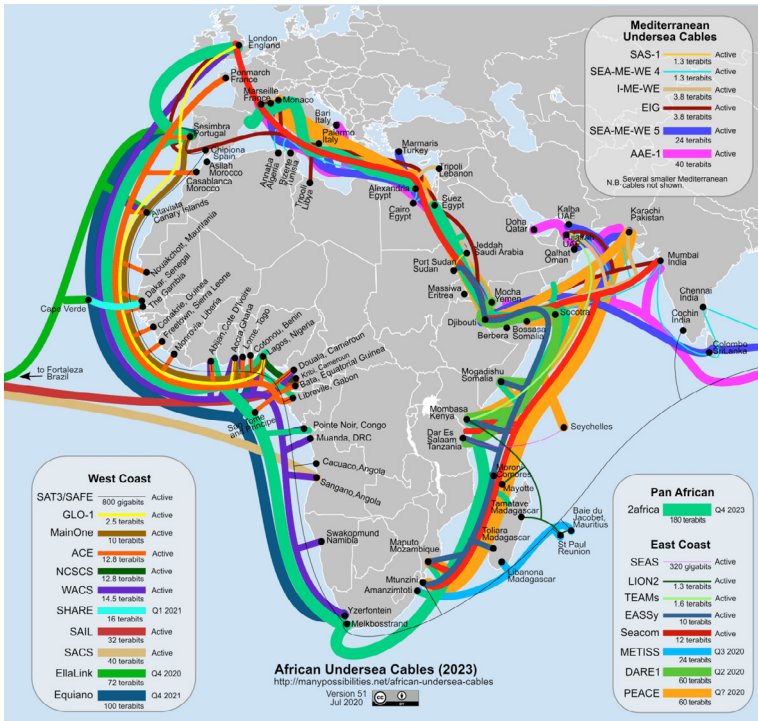 London
England
Penmarch
France
Marseille
France
Monaco
Bari
Italy
Palermo
Italy
Marmaris
Turkey
Sesimbra
Portugal
Chipiona
Spain
Asilah Morocco
Casablanca
Morocco
Annaba
Algeria
Bizerte
Tunisia
Tripoli
Libya
Tripoli
Lebanon
Alexandria
Egypt
Cairo Egypt
Suez
Egypt
Altavista
Canary Islands
Nouakchott, Mauritania
Dakar, Senegal
The Gambia
Cape Verde
Conakrie, Guinea
Freetown, Sierra Leone
Monrovia, Liberia
Abijan, Cote D'Ivoire
Accra, Ghana
Lome, Togo
Cotonou, Benin
Lagos, Nigeria
Douala, Cameroon
Kribi, Cameroon
Bata, Equatorial Guinea
Libreville, Gabon
San Tome
and Principe
Pointe Noir, Congo
Muanda, DRC
Cacuaco, Angola
Sangano, Angola
Swakopmund
Namibia
Yzerfontein
Melkbosstrand
to Fortaleza
Brazil
Doha
Qatar
Kalba
UAE
Fujairah
UAE
Qalhat
Oman
Karachi
Pakistan
Mumbai
India
Chennai
India
Cochin
India
Colombo
Sri Lanka
Jeddah
Saudi Arabia
Port Sudan
Sudan
Massiwa
Eritrea
Mocha
Yemen
Djibouti
Berbera
Bossaso
Somalia
Socotra
Mogadishu
Somalia
Mombasa
Kenya
Dar Es
Salaam
Tanzania
Seychelles
Moroni
Comores
Mayotte
Tamatave
Madagascar
Toliara
Madagascar
Libanona
Madagascar
Baie du
Jacobet,
Mauritius
St Paul
Reunion
Maputo
Mozambique
Mtunzini
Amanzimtoti
Mediterranean
Undersea Cables
SAS-1 Active
1.3 terabits
SEA-ME-WE 4 Active
1.3 terabits
I-ME-WE Active
3.8 terabits
EIG Active
3.8 terabits
SEA-ME-WE 5 Active
24 terabits
AAE-1 Active
40 terabits
N.B. Several smaller Mediterranean
cables not shown.
West Coast
SAT3/SAFE Active
800 gigabits
GLO-1 Active
2.5 terabits
MainOne Active
10 terabits
ACE Active
12.8 terabits
NCSCS Active
12.8 terabits
WACS Active
14.5 terabits
SHARE Q1 2021
16 terabits
SAIL Active
32 terabits
SACS Active
40 terabits
EllaLink Q4 2020
72 terabits
Equiano Q4 2021
100 terabits
Pan African
2africa Q4 2023
180 terabits
East Coast
SEAS Active
320 gigabits
LION2 Active
1.3 terabits
TEAMs Active
1.6 terabits
EASSy Active
10 terabits
Seacom Active
12 terabits
METISS Q3 2020
24 terabits
DARE1 Q2 2020
60 terabits
PEACE Q? 2020
60 terabits
African Undersea Cables (2023)
http://manypossibilities.net/african-undersea-cables
Version 51
Jul 2020
cc
BY